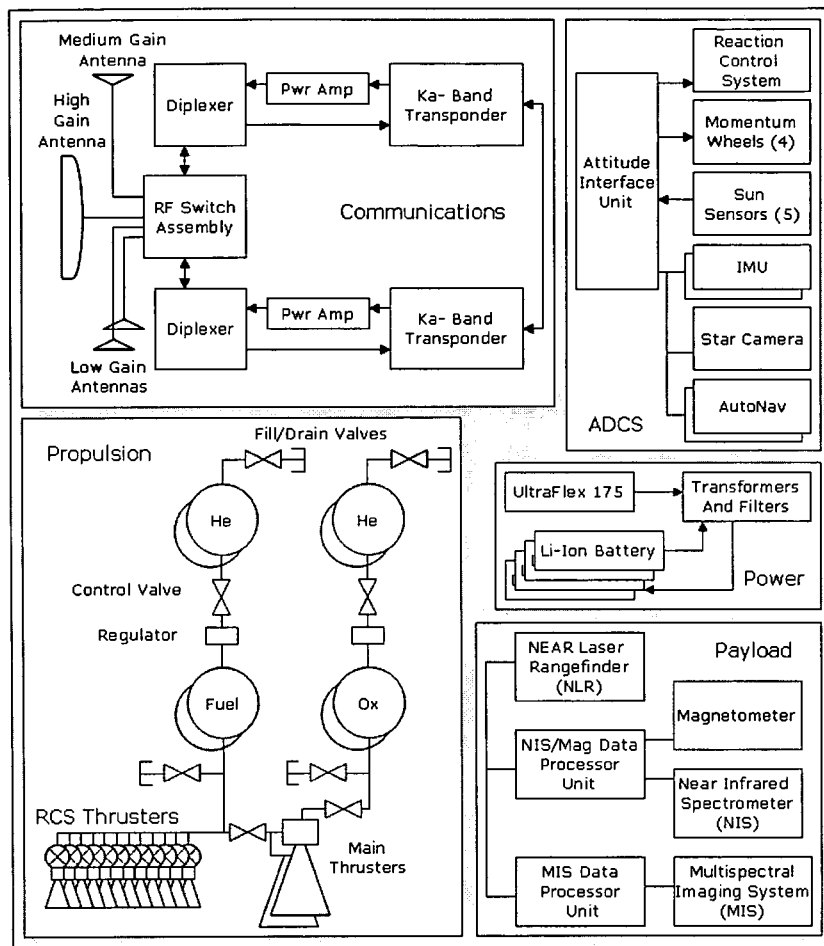 Medium Gain
Antenna
High
Gain
Antenna
Diplexer
Pwr Amp
Ka- Band
Transponder
RF Switch
Assembly
Communications
Diplexer
Pwr Amp
Ka- Band
Transponder
Low Gain
Antennas
Attitude
Interface
Unit
Reaction
Control
System
Momentum
Wheels (4)
Sun
Sensors (5)
IMU
Star Camera
AutoNav
ADCS
Propulsion
Fill/Drain Valves
He
He
Control Valve
Regulator
Fuel
Ox
RCS Thrusters
Main
Thrusters
UltraFlex 175
Transformers
And Filters
Li-Ion Battery
Power
NEAR Laser
Rangefinder
(NLR)
Payload
Magnetometer
NIS/Mag Data
Processor
Unit
Near Infrared
Spectrometer
(NIS)
MIS Data
Processor
Unit
Multispectral
Imaging System
(MIS)